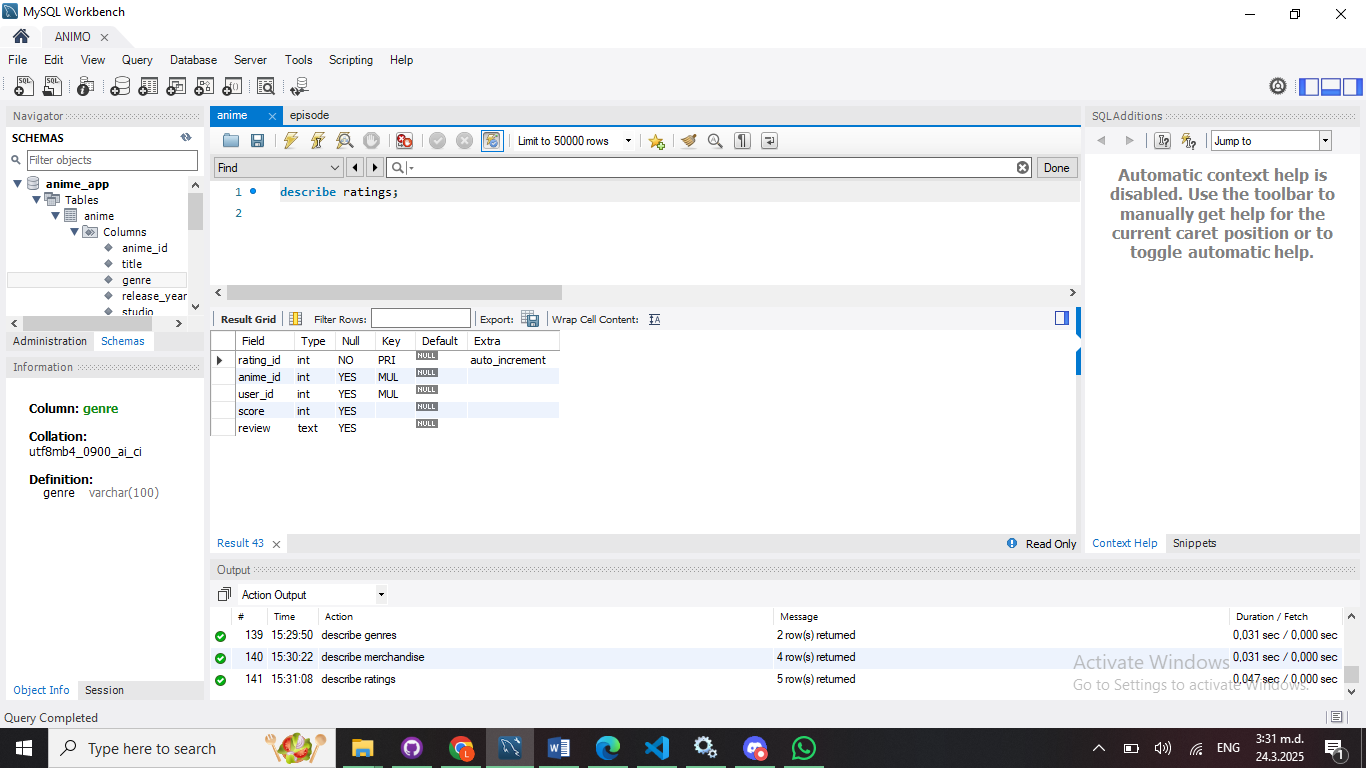 MySQL Workbench
ANIMO
File Edit View Query Database Server Tools Scripting Help
Navigator
SCHEMAS
Filter objects
anime_app
Tables
anime
Columns
anime_id
title
genre
release_year
studio
Administration Schemas
Information
Column: genre
Collation:
utf8mb4_0900_ai_ci
Definition:
genre varchar(100)
Object Info Session
anime episode
Limit to 50000 rows
Find Done
1 describe ratings;
2
Result Grid Filter Rows: Export: Wrap Cell Content:
Field Type Null Key Default Extra
rating_id int NO PRI NULL auto_increment
anime_id int YES MUL NULL
user_id int YES MUL NULL
score int YES NULL
review text YES NULL
Result 43 Read Only
SQLAdditions
Jump to
Automatic context help is
disabled. Use the toolbar to
manually get help for the
current caret position or to
toggle automatic help.
Context Help Snippets
Output
Action Output
# Time Action Message Duration / Fetch
139 15:29:50 describe genres 2 row(s) returned 0,031 sec / 0,000 sec
140 15:30:22 describe merchandise 4 row(s) returned 0,031 sec / 0,000 sec
141 15:31:08 describe ratings 5 row(s) returned 0,047 sec / 0,000 sec
Activate Windows
Go to Settings to activate Windows.
Query Completed
Type here to search
ENG
3:31 m.d.
24.3.2025
1